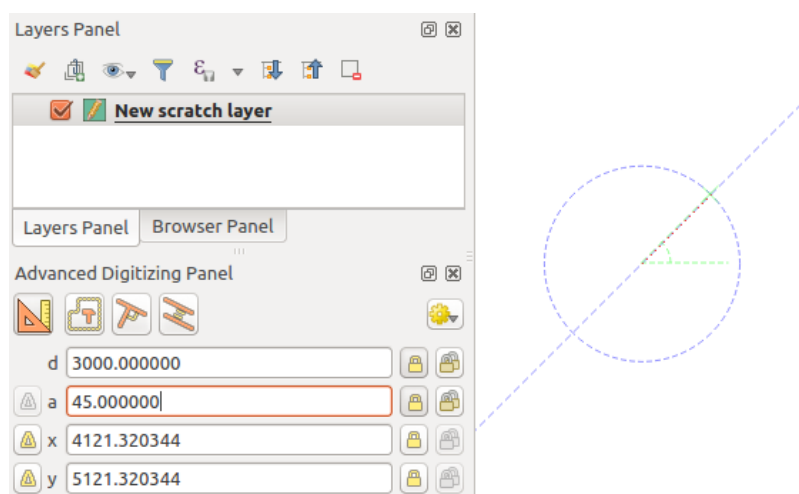 Layers Panel
ε
New scratch layer
Layers Panel Browser Panel
Advanced Digitizing Panel
d 3000.000000
a 45.000000
x 4121.320344
y 5121.320344